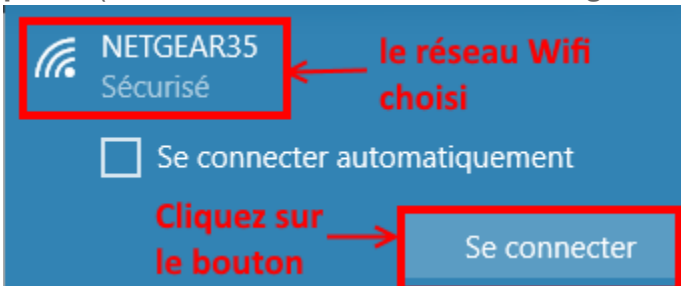 NETGEAR35
Sécurisé
le réseau Wifi
choisi
Se connecter automatiquement
Cliquez sur
le bouton
Se connecter